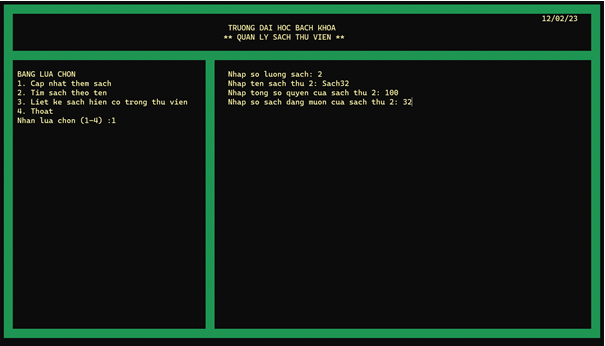 12/02/23
TRUONG DAI HOC BACH KHOA
** QUAN LY SACH THU VIEN **
BANG LUA CHON
1. Cap nhat them sach
2. Tim sach theo ten
3. Liet ke sach hien co trong thu vien
4. Thoat
Nhan lua chon (1-4) :1
Nhap so luong sach: 2
Nhap ten sach thu 2: Sach32
Nhap tong so quyen cua sach thu 2: 100
Nhap so sach dang muon cua sach thu 2: 32